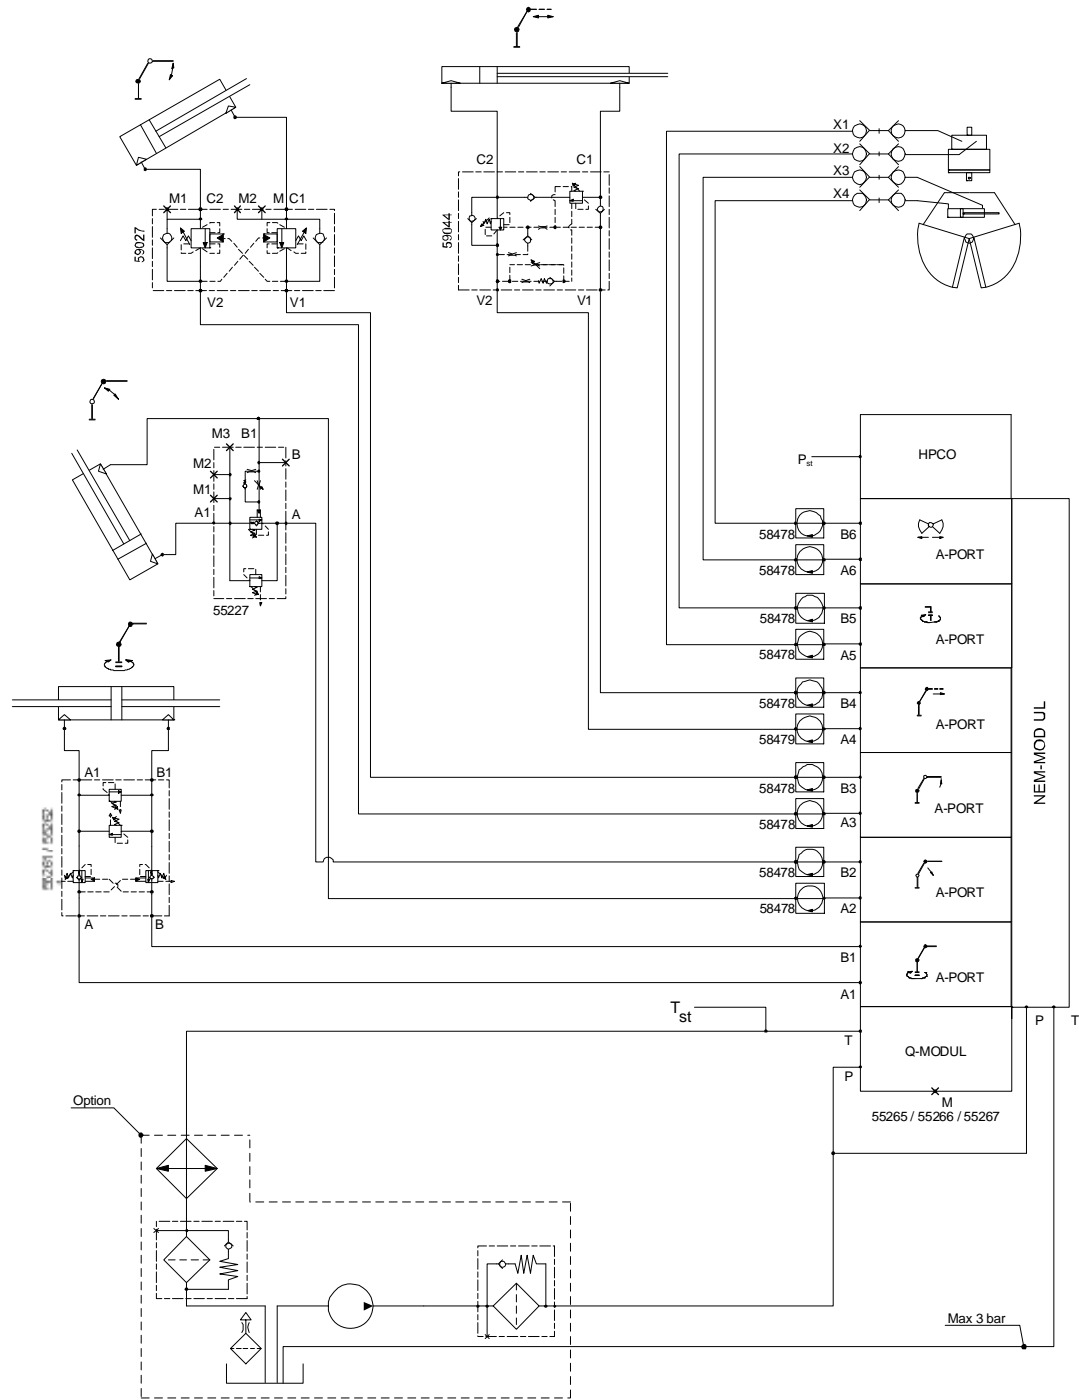 X1
X2
X3
X4
C2
C1
M1
C2
M2
M
C1
59027
59044
V2
V1
V2
V1
M3
B1
M2
B
M1
A1
A
55227
HPCO
Pst
58478
B6
A-PORT
58478
A6
58478
B5
A-PORT
58478
A5
58478
B4
A-PORT
58479
A4
58478
B3
A-PORT
58478
A3
58478
B2
A-PORT
58478
A2
B1
A-PORT
A1
NEM-MOD UL
A1
B1
55261 / 55262
A
B
Tst
P
T
T
Q-MODUL
P
M
55265 / 55266 / 55267
Option
Max 3 bar